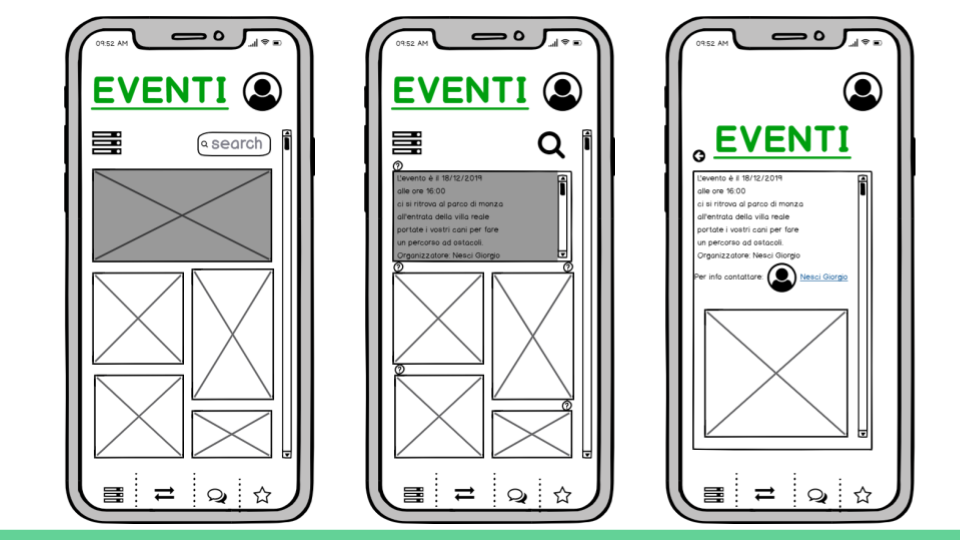 09:52 AM
EVENTI
search
09:52 AM
EVENTI
?
L'evento è il 18/12/2019
alle ore 16:00
ci si ritrova al parco di monza
all'entrata della villa reale
portate i vostri cani per fare
un percorso ad ostacoli.
Organizzatore: Nesci Giorgio
? ?
?
?
09:52 AM
EVENTI
L'evento è il 18/12/2019
alle ore 16:00
ci si ritrova al parco di monza
all'entrata della villa reale
portate i vostri cani per fare
un percorso ad ostacoli.
Organizzatore: Nesci Giorgio
Per info contattare: Nesci Giorgio